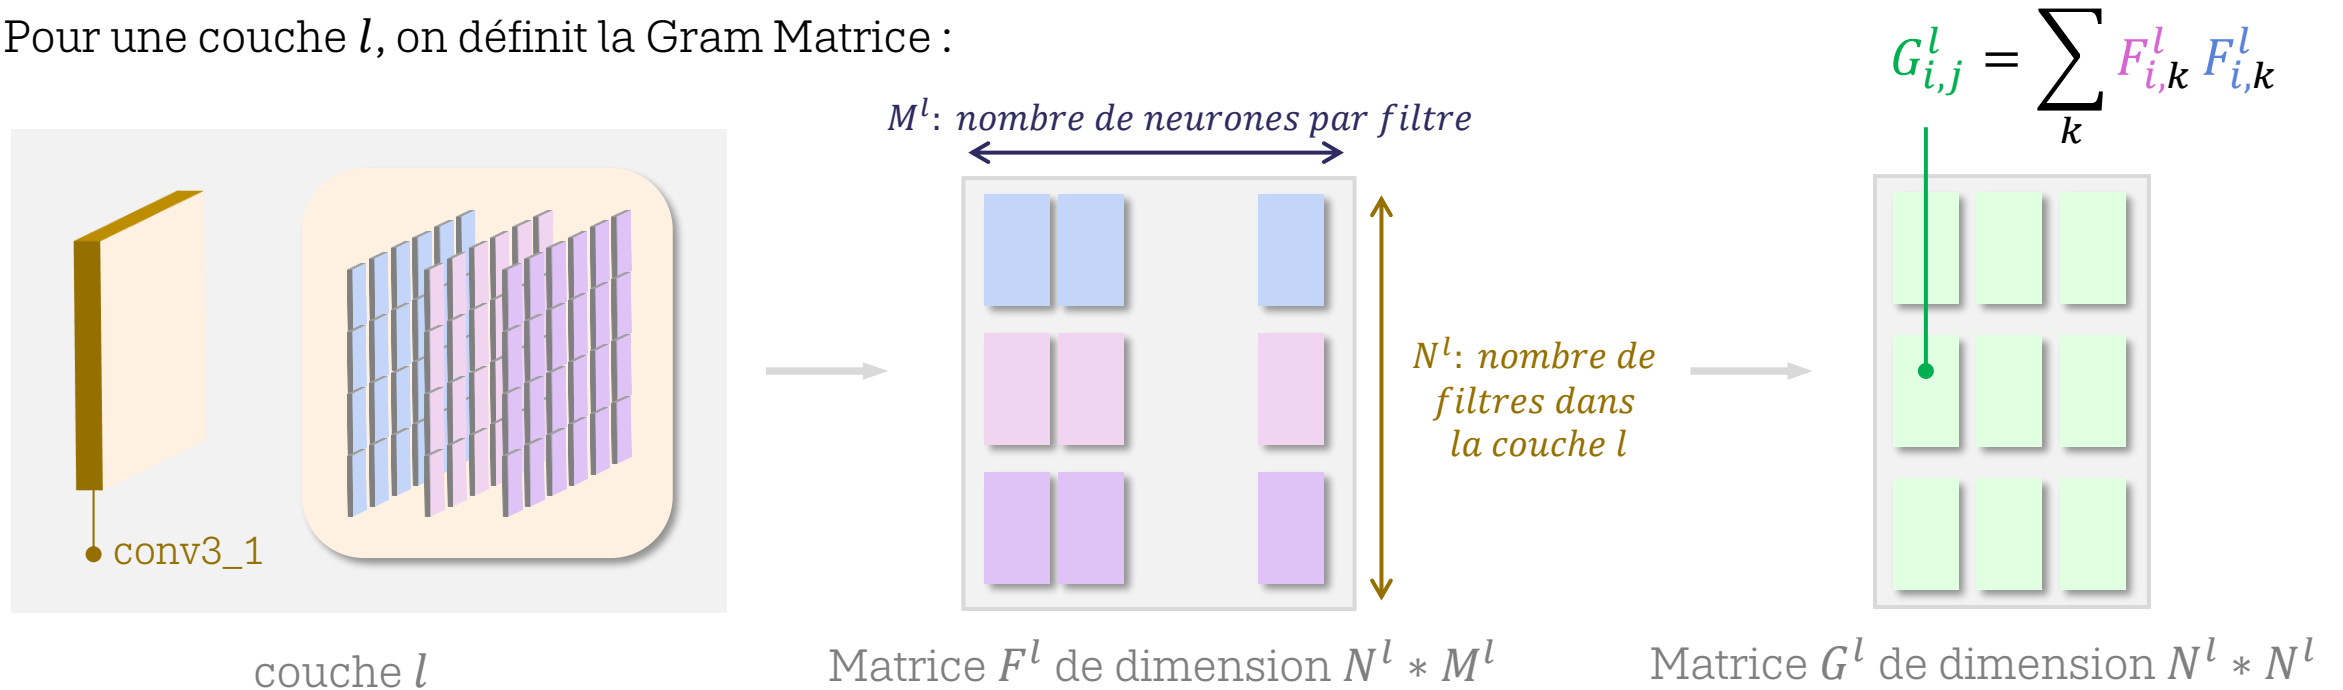 Pour une couche l, on définit la Gram Matrice :
G^l_{i,j} = ∑_k F^l_{i,k} F^l_{i,k}
M^l: nombre de neurones par filtre
N^l: nombre de
filtres dans
la couche l
conv3_1
couche l
Matrice F^l de dimension N^l ∗ M^l
Matrice G^l de dimension N^l ∗ N^l